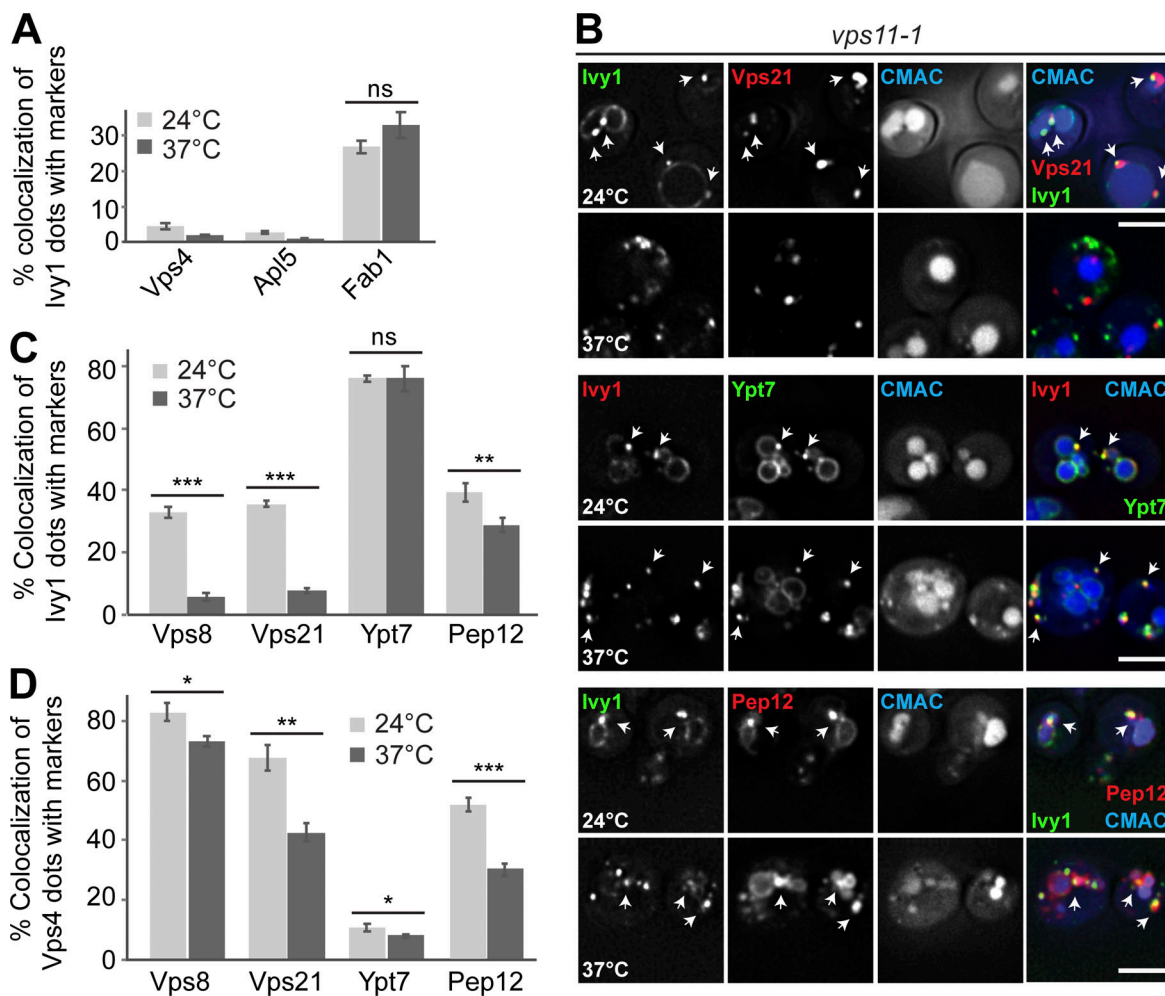 A
% colocalization of
Ivy1 dots with markers
30
20
10
0
24°C
37°C
ns
Vps4
Apl5
Fab1
B
vps11-1
Ivy1
Vps21
CMAC
CMAC
Vps21
Ivy1
24°C
37°C
Ivy1
Ypt7
CMAC
Ivy1
CMAC
Ypt7
24°C
37°C
Ivy1
Pep12
CMAC
Pep12
Ivy1
CMAC
24°C
37°C
C
% Colocalization of
Ivy1 dots with markers
80
60
40
20
0
24°C
37°C
***
***
ns
**
Vps8
Vps21
Ypt7
Pep12
D
% Colocalization of
Vps4 dots with markers
80
60
40
20
0
24°C
37°C
*
**
*
***
Vps8
Vps21
Ypt7
Pep12